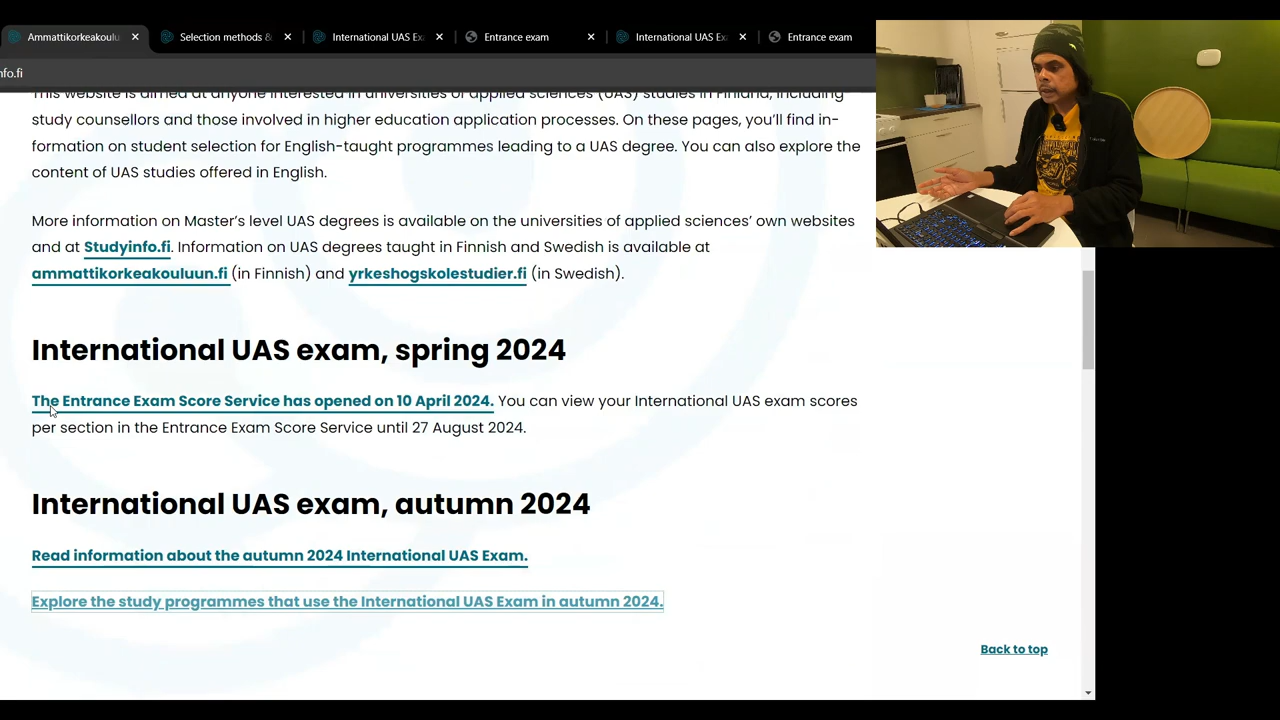 Ammattikorkeakoulu
Selection methods &
International UAS Ex
Entrance exam
International UAS Ex
Entrance exam
nfo.fi
This website is aimed at anyone interested in universities of applied sciences (UAS) studies in Finland, including
study counsellors and those involved in higher education application processes. On these pages, you'll find in-
formation on student selection for English-taught programmes leading to a UAS degree. You can also explore the
content of UAS studies offered in English.
More information on Master's level UAS degrees is available on the universities of applied sciences' own websites
and at Studyinfo.fi. Information on UAS degrees taught in Finnish and Swedish is available at
ammattikorkeakouluun.fi (in Finnish) and yrkeshogskolestudier.fi (in Swedish).
International UAS exam, spring 2024
The Entrance Exam Score Service has opened on 10 April 2024. You can view your International UAS exam scores
per section in the Entrance Exam Score Service until 27 August 2024.
International UAS exam, autumn 2024
Read information about the autumn 2024 International UAS Exam.
Explore the study programmes that use the International UAS Exam in autumn 2024.
Back to top